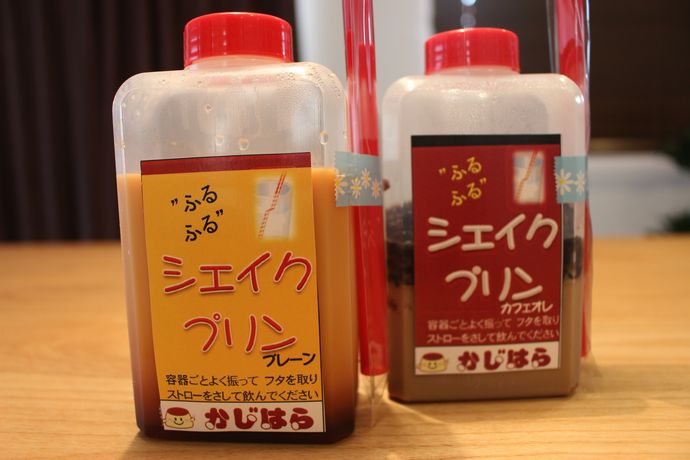 "ふる
ふる"
シェイク
プリン
プレーン
容器ごとよく振って フタを取り
ストローをさして飲んでください
かじはら
"ふる
ふる"
シェイク
プリン
カフェオレ
容器ごとよく振って フタを取り
ストローをさして飲んでください
かじはら